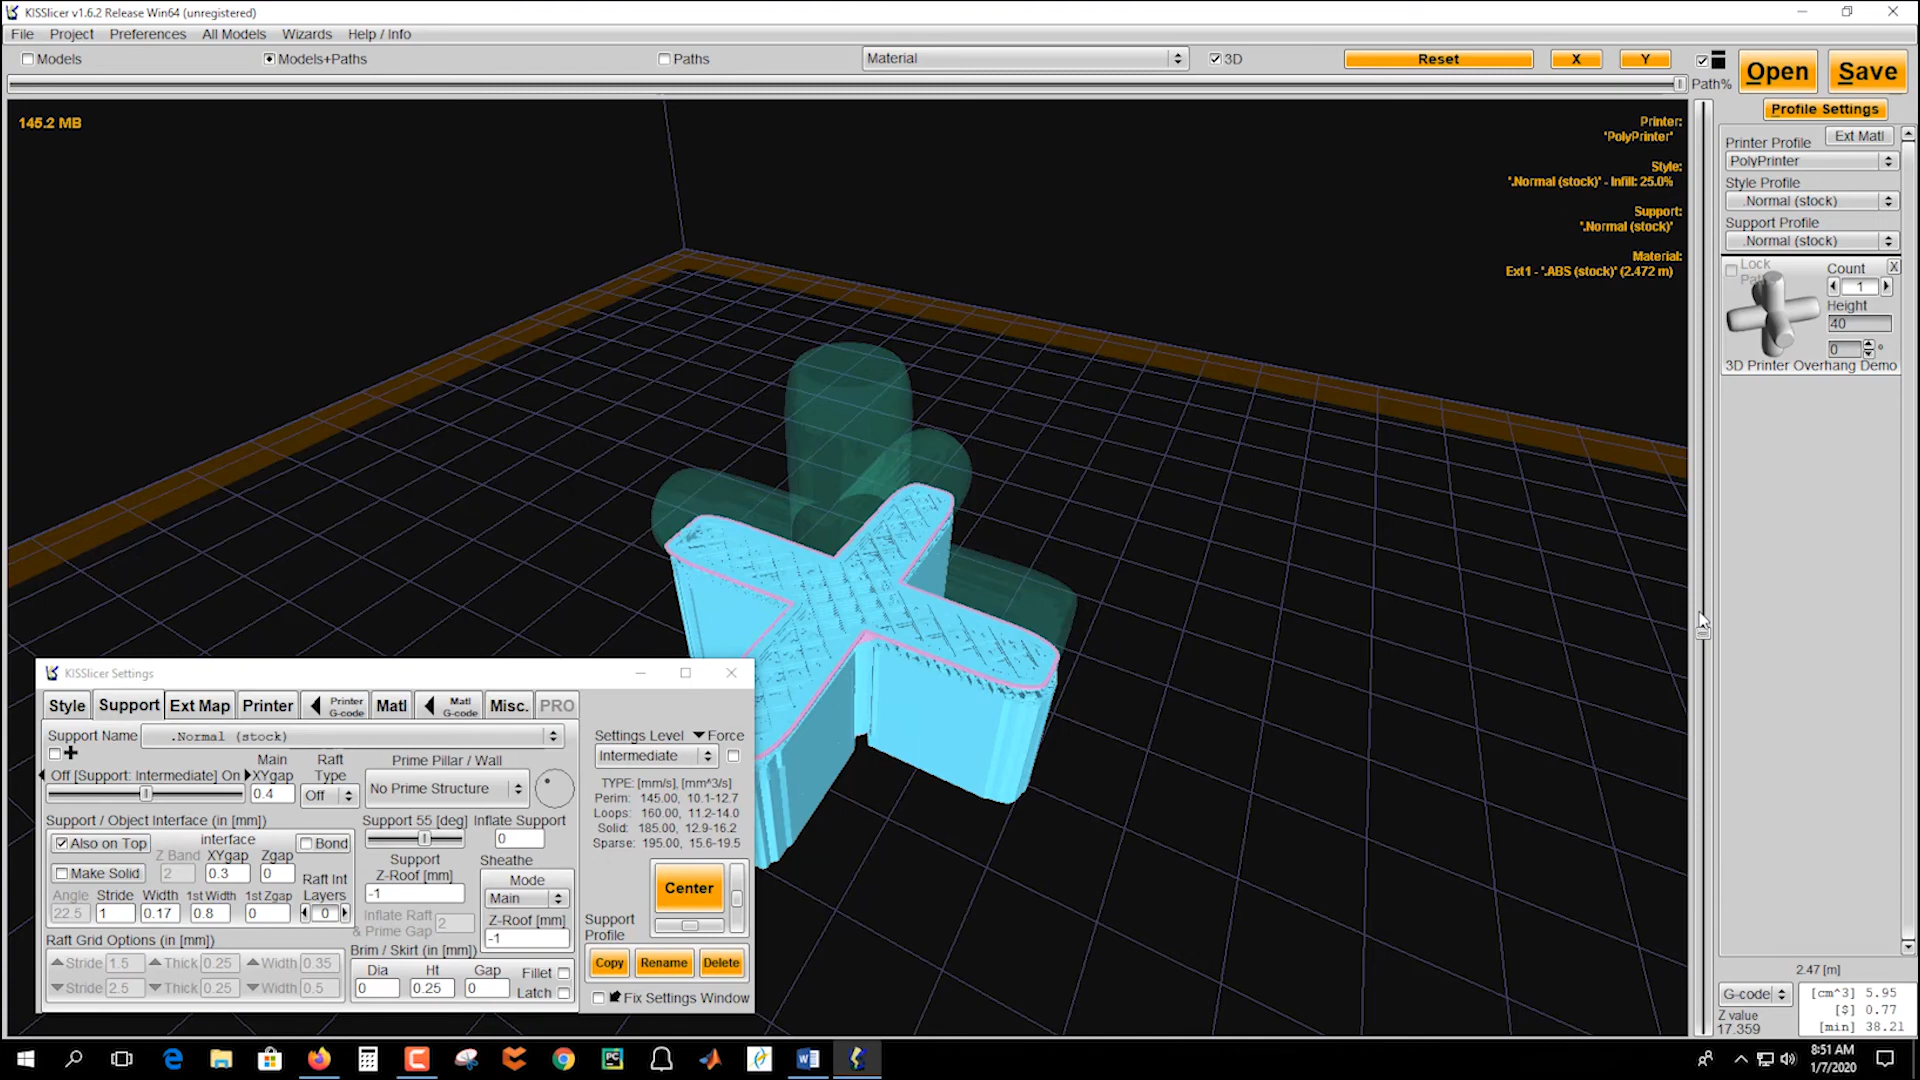 KISSlicer v1.6.2 Release Win64 (unregistered)
File Project Preferences All Models Wizards Help / Info
Models Models+Paths Paths Material 3D Reset X Y Path% Open Save
145.2 MB
Printer:
'PolyPrinter'
Style:
'.Normal (stock)' - Infill: 25.0%
Support:
'.Normal (stock)'
Material:
Ext1 - '.ABS (stock)' (2.472 m)
Profile Settings
Printer Profile Ext Matl
PolyPrinter
Style Profile
.Normal (stock)
Support Profile
.Normal (stock)
Lock Count X
1
Height
40
0 °
3D Printer Overhang Demo
KISSlicer Settings
Style Support Ext Map Printer Printer G-code Matl Matl G-code Misc. PRO
Support Name .Normal (stock)
Off [Support: Intermediate] On
Main XYgap
0.4
Raft Type
Off
Prime Pillar / Wall
No Prime Structure
Support / Object Interface (in [mm])
Also on Top
interface
Bond
Z Band XYgap Zgap
Make Solid 2 0.3 0
Raft Int Layers
Angle Stride Width 1st Width 1st Zgap
22.5 1 0.17 0.8 0 0
Raft Grid Options (in [mm])
Stride 1.5 Thick 0.25 Width 0.35
Stride 2.5 Thick 0.25 Width 0.5
Support 55 [deg] Inflate Support
0
Support Z-Roof [mm]
-1
Inflate Raft & Prime Gap 2
Sheathe
Mode
Main
Z-Roof [mm]
-1
Brim / Skirt (in [mm])
Dia Ht Gap Fillet
0 0.25 0 Latch
Settings Level Force
Intermediate
TYPE: [mm/s], [mm^3/s]
Perim: 145.00, 10.1-12.7
Loops: 160.00, 11.2-14.0
Solid: 185.00, 12.9-16.2
Sparse: 195.00, 15.6-19.5
Center
Support Profile
Copy Rename Delete
Fix Settings Window
2.47 [m]
G-code
[cm^3] 5.95
[$] 0.77
[min] 38.21
Z value
17.359
PC
8:51 AM
1/7/2020